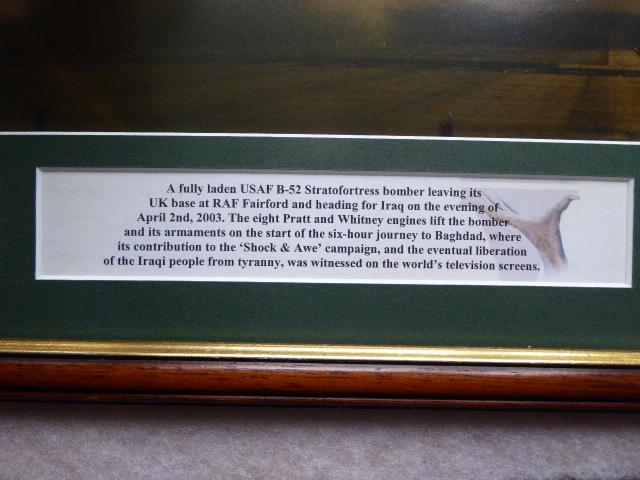 A fully laden USAF B-52 Stratofortress bomber leaving its
UK base at RAF Fairford and heading for Iraq on the evening of
April 2nd, 2003. The eight Pratt and Whitney engines lift the bomber
and its armaments on the start of the six-hour journey to Baghdad, where
its contribution to the ‘Shock & Awe’ campaign, and the eventual liberation
of the Iraqi people from tyranny, was witnessed on the world’s television screens.